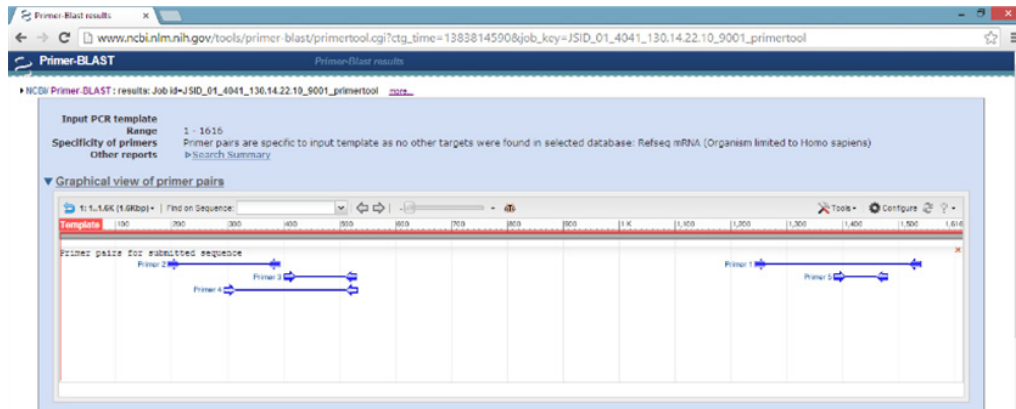 Primer-Blast results
www.ncbi.nlm.nih.gov/tools/primer-blast/primertool.cgi?ctg_time=1383814590&job_key=JSID_01_4041_130.14.22.10_9001_primertool
Primer-BLAST Primer-Blast results
NCBI/ Primer-BLAST : results: Job id=JSID_01_4041_130.14.22.10_9001_primertool more...
Input PCR template
Range 1 - 1616
Specificity of primers Primer pairs are specific to input template as no other targets were found in selected database: Refseq mRNA (Organism limited to Homo sapiens)
Other reports Search Summary
Graphical view of primer pairs
1: 1..1.6K (1.6Kbp) Find on Sequence: Tools Configure ?
Template 100 200 300 400 500 600 700 800 900 1 K 1,100 1,200 1,300 1,400 1,500 1,616
Primer pairs for submitted sequence
Primer 2 Primer 1
Primer 3 Primer 5
Primer 4